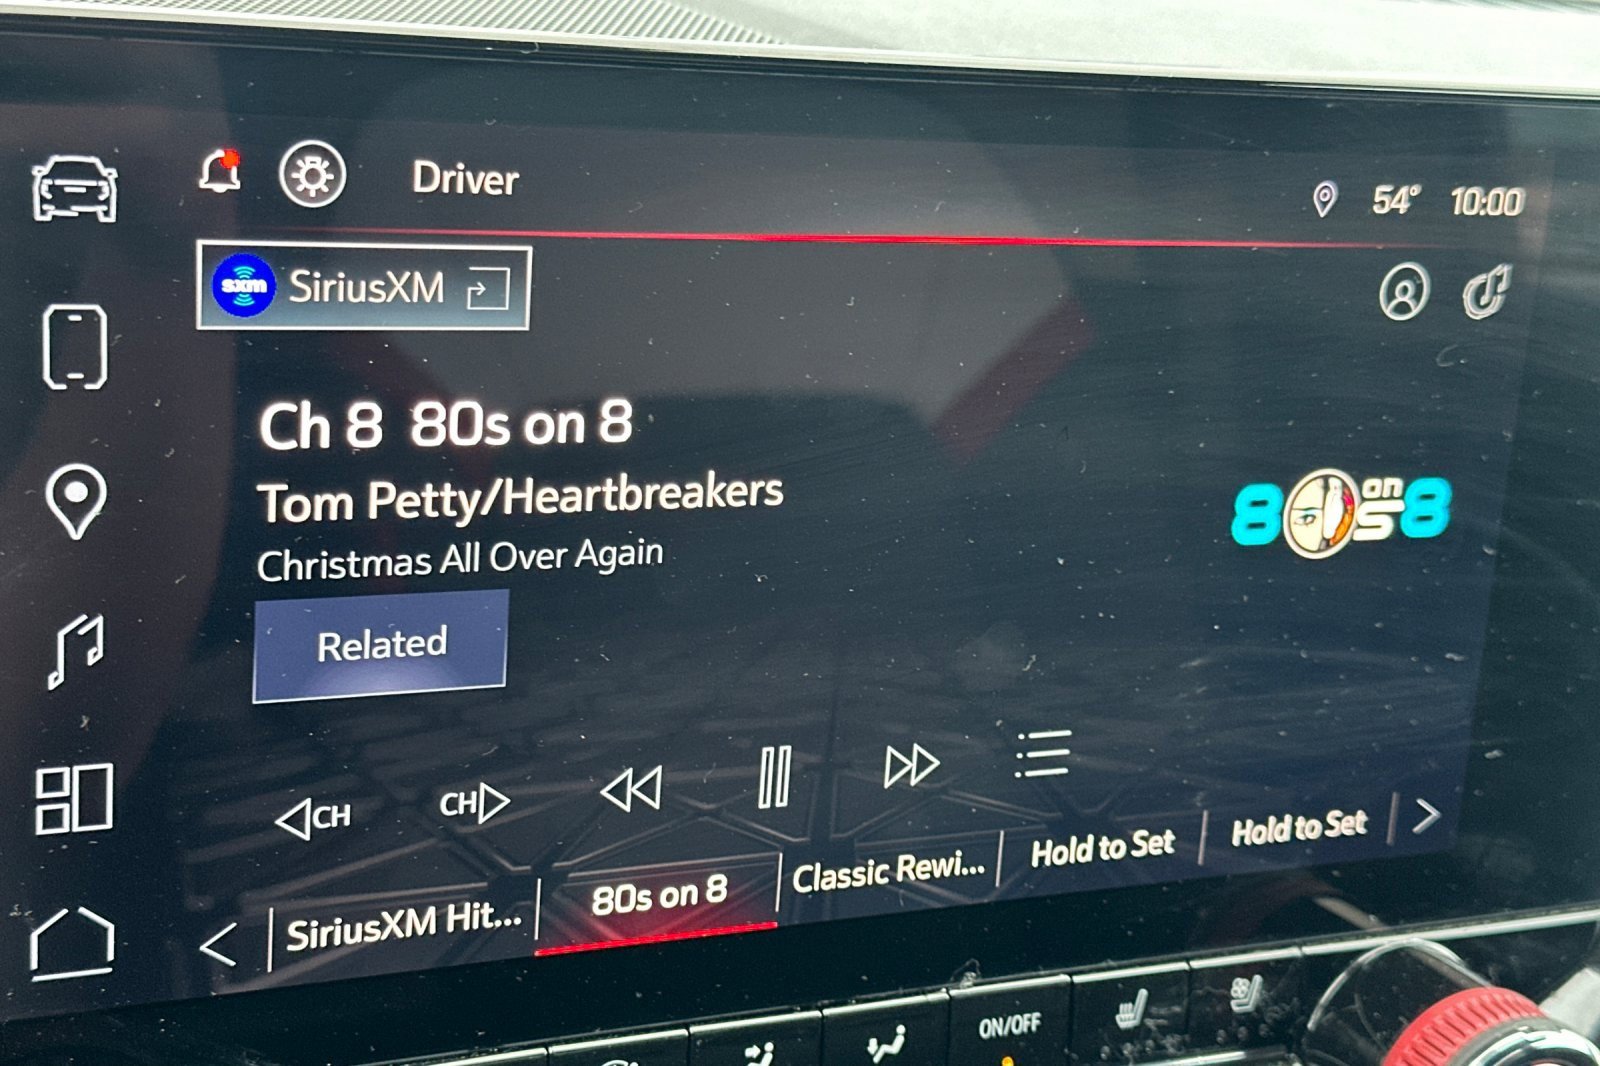 Driver
54° 10:00
sxm SiriusXM
Ch 8 80s on 8
Tom Petty/Heartbreakers
Christmas All Over Again
80s on 8
Related
CH
CH
SiriusXM Hit...
80s on 8
Classic Rewi...
Hold to Set
Hold to Set
ON/OFF